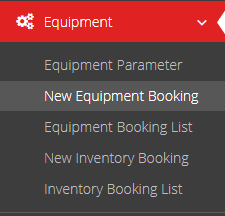 Equipment
Equipment Parameter
New Equipment Booking
Equipment Booking List
New Inventory Booking
Inventory Booking List